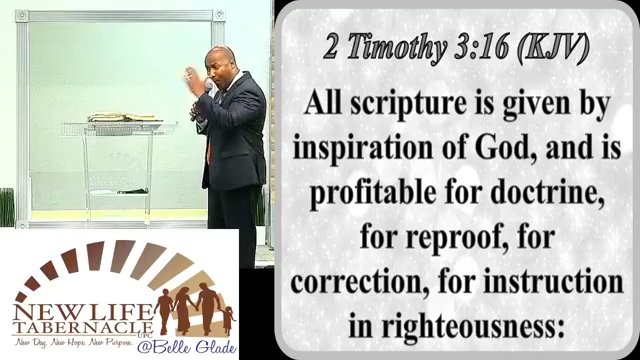 2 Timothy 3:16 (KJV)
All scripture is given by
inspiration of God, and is
profitable for doctrine,
for reproof, for
correction, for instruction
in righteousness:
NEW LIFE
TABERNACLE
UPC
New Day. New Hope. New Purpose.
@Belle Glade